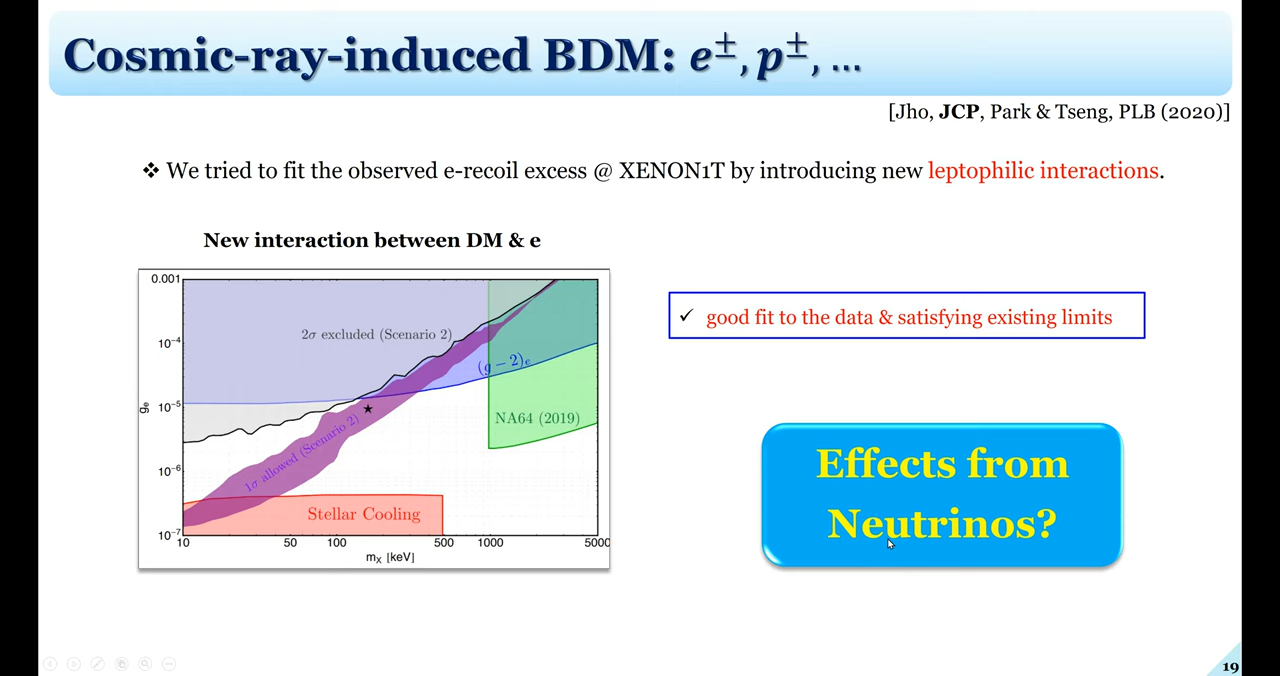 Cosmic-ray-induced BDM: e±, p±, ...
[Jho, JCP, Park & Tseng, PLB (2020)]
❖ We tried to fit the observed e-recoil excess @ XENON1T by introducing new leptophilic interactions.
New interaction between DM & e
0.001
10⁻⁴
10⁻⁵
10⁻⁶
10⁻⁷
gₑ
2σ excluded (Scenario 2)
(g − 2)ₑ
NA64 (2019)
1σ allowed (Scenario 2)
Stellar Cooling
10 50 100 500 1000 5000
m_X [keV]
✓ good fit to the data & satisfying existing limits
Effects from
Neutrinos?
19